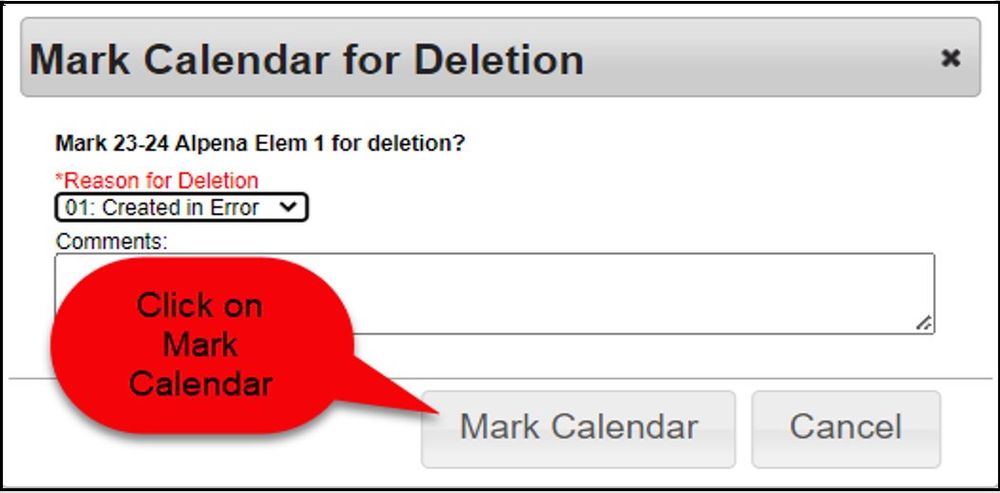 Mark Calendar for Deletion
Mark 23-24 Alpena Elem 1 for deletion?
*Reason for Deletion
01: Created in Error
Comments:
Click on
Mark
Calendar
Mark Calendar
Cancel